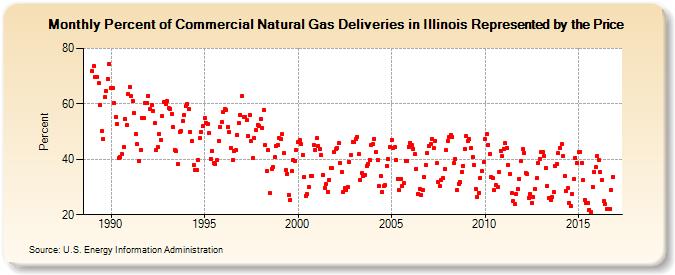 Monthly Percent of Commercial Natural Gas Deliveries in Illinois Represented by the Price
Percent
80
60
40
20
1990 1995 2000 2005 2010 2015
Source: U.S. Energy Information Administration